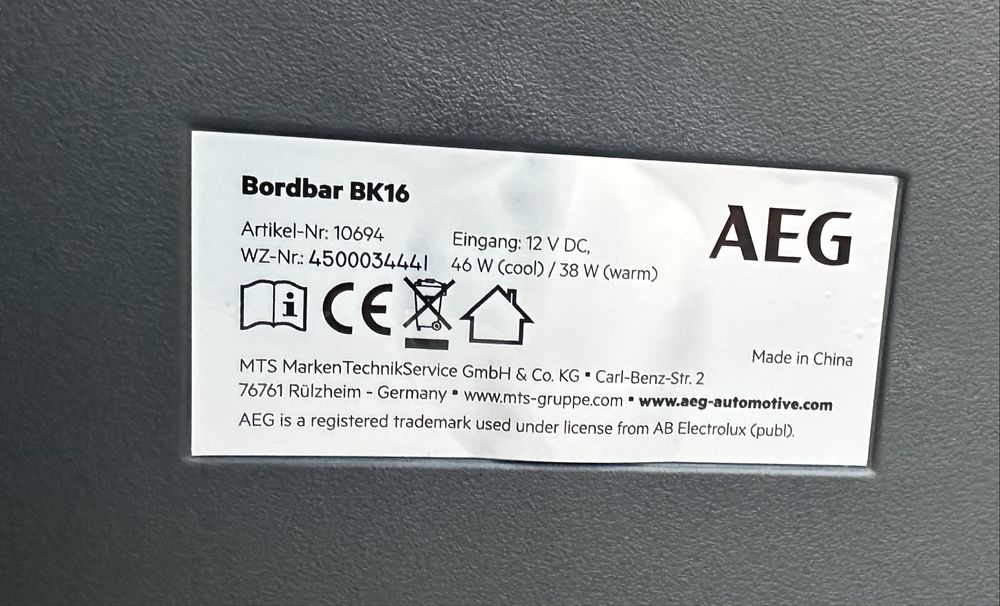 Bordbar BK16
AEG
Artikel-Nr: 10694
WZ-Nr.: 4500034441
Eingang: 12 V DC,
46 W (cool) / 38 W (warm)
i
CE
Made in China
MTS MarkenTechnikService GmbH & Co. KG ▪ Carl-Benz-Str. 2
76761 Rülzheim - Germany ▪ www.mts-gruppe.com ▪ www.aeg-automotive.com
AEG is a registered trademark used under license from AB Electrolux (publ).